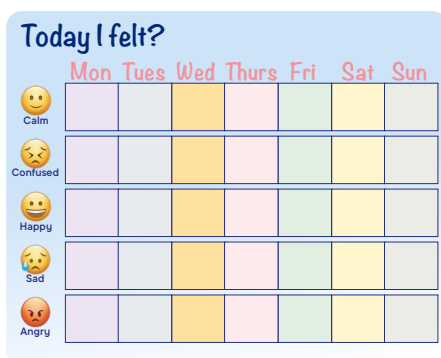 Today I felt?
Mon Tues Wed Thurs Fri Sat Sun
Calm
Confused
Happy
Sad
Angry